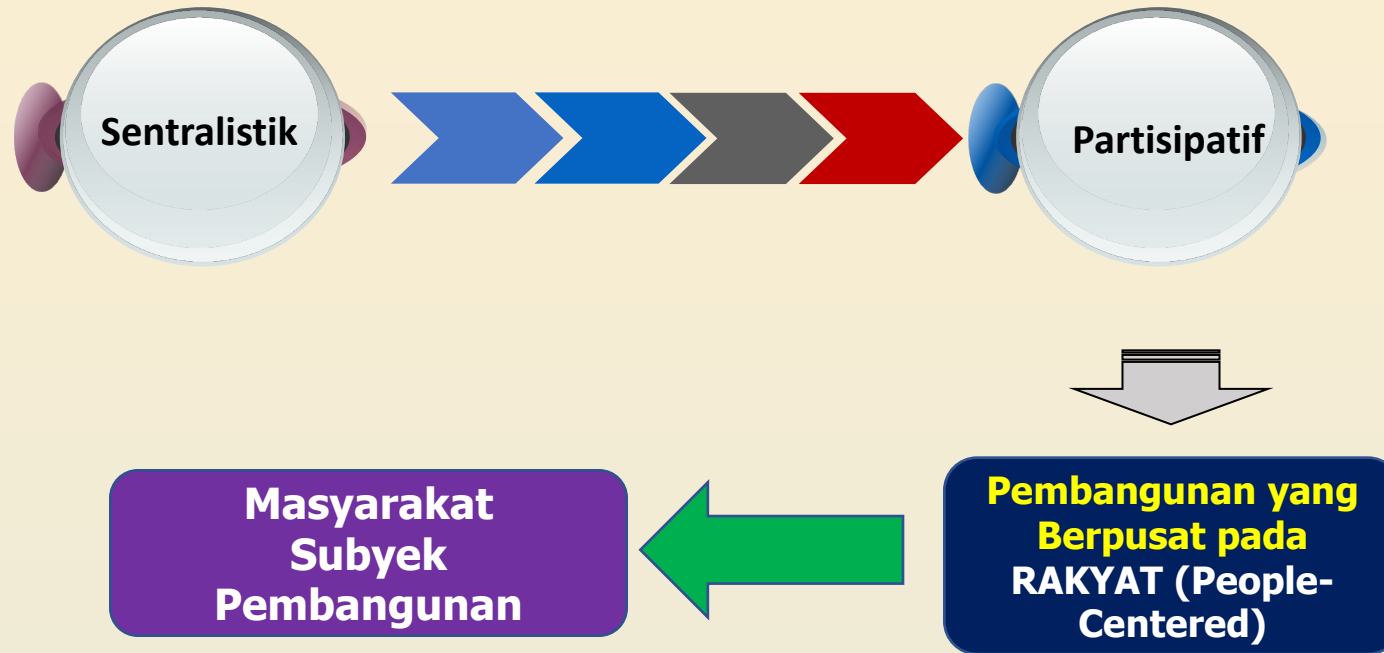 Sentralistik
Partisipatif
Pembangunan yang
Berpusat pada
RAKYAT (People-
Centered)
Masyarakat
Subyek
Pembangunan